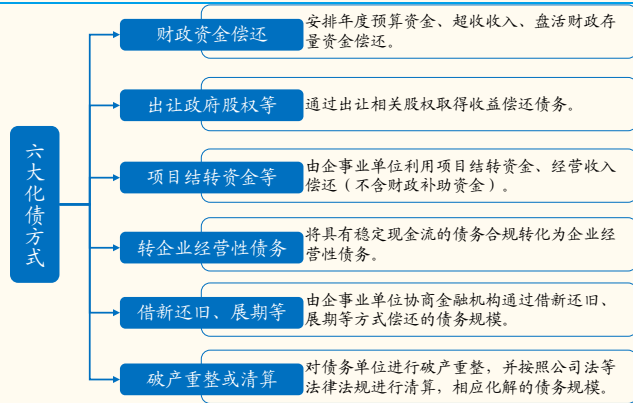 六大化债方式
财政资金偿还
安排年度预算资金、超收收入、盘活财政存
量资金偿还。
出让政府股权等
通过出让相关股权取得收益偿还债务。
项目结转资金等
由企事业单位利用项目结转资金、经营收入
偿还（不含财政补助资金）。
转企业经营性债务
将具有稳定现金流的债务合规转化为企业经
营性债务。
借新还旧、展期等
由企事业单位协商金融机构通过借新还旧、
展期等方式偿还的债务规模。
破产重整或清算
对债务单位进行破产重整，并按照公司法等
法律法规进行清算，相应化解的债务规模。